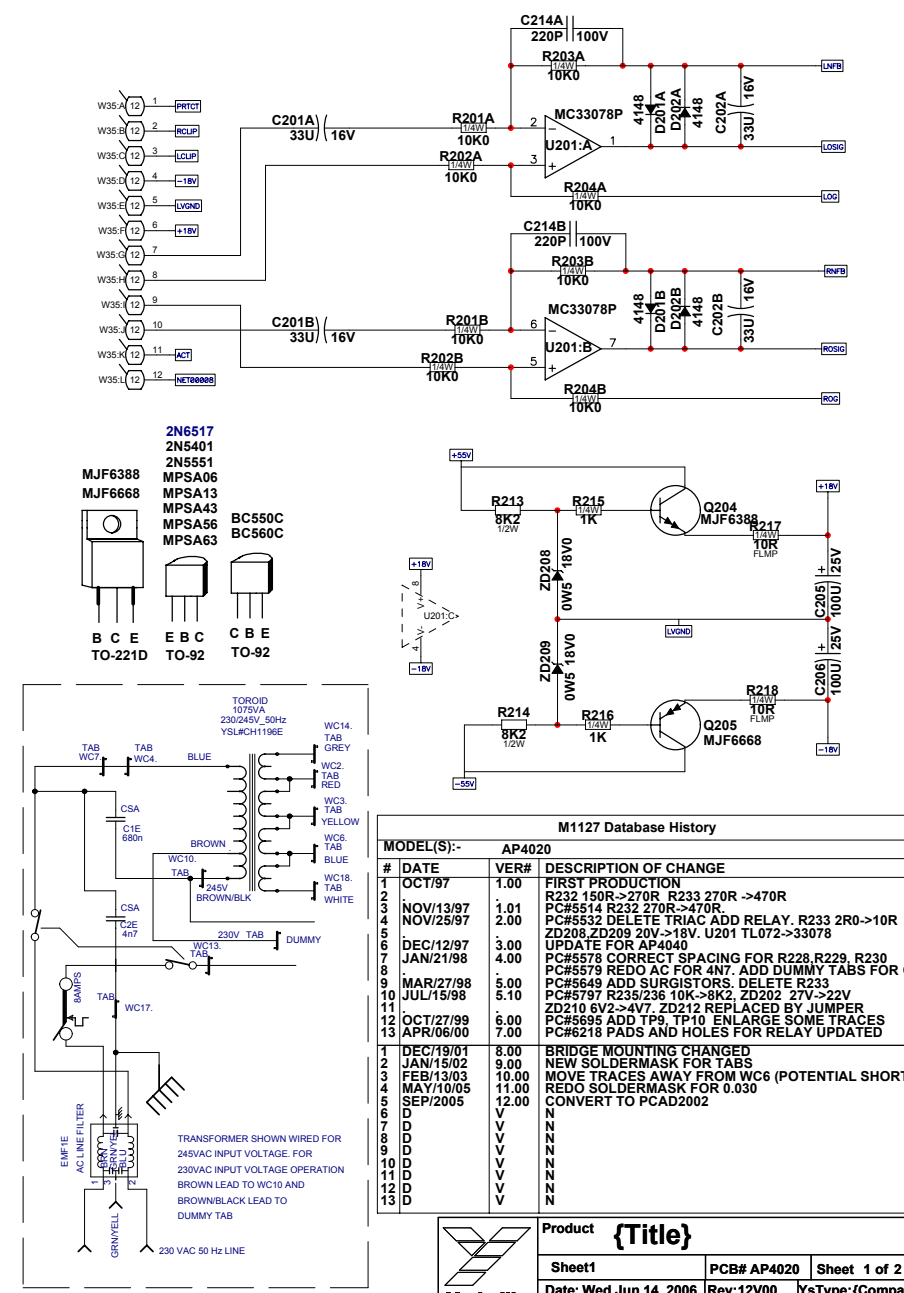 C214A
220P 100V
R203A
1/4W
10K0
LNFB
W35:A 12 1 PRTCT
W35:B 12 2 RCLIP
W35:C 12 3 LCLIP
W35:D 12 4 -18V
W35:E 12 5 LVGND
W35:F 12 6 +18V
W35:G 12 7
W35:H 12 8
W35:I 12 9
W35:J 12 10
W35:K 12 11 ACT
W35:L 12 12 NET00008
C201A
33U 16V
R201A
1/4W
10K0
R202A
1/4W
10K0
2
3
MC33078P
U201:A
1
4148
D201A
D202A
4148
C202A
33U 16V
LOSIG
R204A
1/4W
10K0
LOG
C214B
220P 100V
R203B
1/4W
10K0
RNFB
C201B
33U 16V
R201B
1/4W
10K0
R202B
1/4W
10K0
6
5
MC33078P
U201:B
7
4148
D201B
D202B
4148
C202B
33U 16V
ROSIG
R204B
1/4W
10K0
ROG
MJF6388
MJF6668
B C E
TO-221D
2N6517
2N5401
2N5551
MPSA06
MPSA13
MPSA43
MPSA56
MPSA63
E B C
TO-92
BC550C
BC560C
C B E
TO-92
+18V
8
V+
U201:C
V-
4
-18V
+55V
R213
8K2
1/2W
R215
1/4W
1K
Q204
MJF6388
R217
1/4W
10R
FLMP
+18V
ZD208
0W5 18V0
C205
100U 25V
LVGND
ZD209
0W5 18V0
C206
100U 25V
R214
8K2
1/2W
R216
1/4W
1K
Q205
MJF6668
R218
1/4W
10R
FLMP
-18V
-55V
TOROID
1075VA
230/245V_50Hz
YSL#CH1196E
TAB
WC7.
TAB
WC4.
BLUE
WC14.
TAB
GREY
WC2.
TAB
RED
WC3.
TAB
YELLOW
WC6.
TAB
BLUE
WC18.
TAB
WHITE
CSA
C1E
680n
BROWN
WC10.
TAB
245V
BROWN/BLK
CSA
C2E
4n7
230V TAB
DUMMY
WC13.
TAB
8AMPS
TAB
WC17.
EMF1E
AC LINE FILTER
BRN
GRN/YE
BLU
1 3 2
GRN/YELL
230 VAC 50 Hz LINE
TRANSFORMER SHOWN WIRED FOR
245VAC INPUT VOLTAGE. FOR
230VAC INPUT VOLTAGE OPERATION
BROWN LEAD TO WC10 AND
BROWN/BLACK LEAD TO
DUMMY TAB
M1127 Database History
MODEL(S):- AP4020
# DATE VER# DESCRIPTION OF CHANGE
1 OCT/97 1.00 FIRST PRODUCTION
2 . . R232 150R->270R R233 270R ->470R
3 NOV/13/97 1.01 PC#5514 R232 270R->470R.
4 NOV/25/97 2.00 PC#5532 DELETE TRIAC ADD RELAY. R233 2R0->10R
5 . . ZD208,ZD209 20V->18V. U201 TL072->33078
6 DEC/12/97 3.00 UPDATE FOR AP4040
7 JAN/21/98 4.00 PC#5578 CORRECT SPACING FOR R228,R229, R230
8 . . PC#5579 REDO AC FOR 4N7. ADD DUMMY TABS FOR
9 MAR/27/98 5.00 PC#5649 ADD SURGISTORS. DELETE R233
10 JUL/15/98 5.10 PC#5797 R235/236 10K->8K2, ZD202 27V->22V
11 . . ZD210 6V2->4V7. ZD212 REPLACED BY JUMPER
12 OCT/27/99 6.00 PC#5695 ADD TP9, TP10 ENLARGE SOME TRACES
13 APR/06/00 7.00 PC#6218 PADS AND HOLES FOR RELAY UPDATED
1 DEC/19/01 8.00 BRIDGE MOUNTING CHANGED
2 JAN/15/02 9.00 NEW SOLDERMASK FOR TABS
3 FEB/13/03 10.00 MOVE TRACES AWAY FROM WC6 (POTENTIAL SHORT
4 MAY/10/05 11.00 REDO SOLDERMASK FOR 0.030
5 SEP/2005 12.00 CONVERT TO PCAD2002
6 D V N
7 D V N
8 D V N
9 D V N
10 D V N
11 D V N
12 D V N
13 D V N
Product {Title}
Sheet1 PCB# AP4020 Sheet 1 of 2
Date: Wed Jun 14, 2006 Rev:12V00 YsType:{Compa